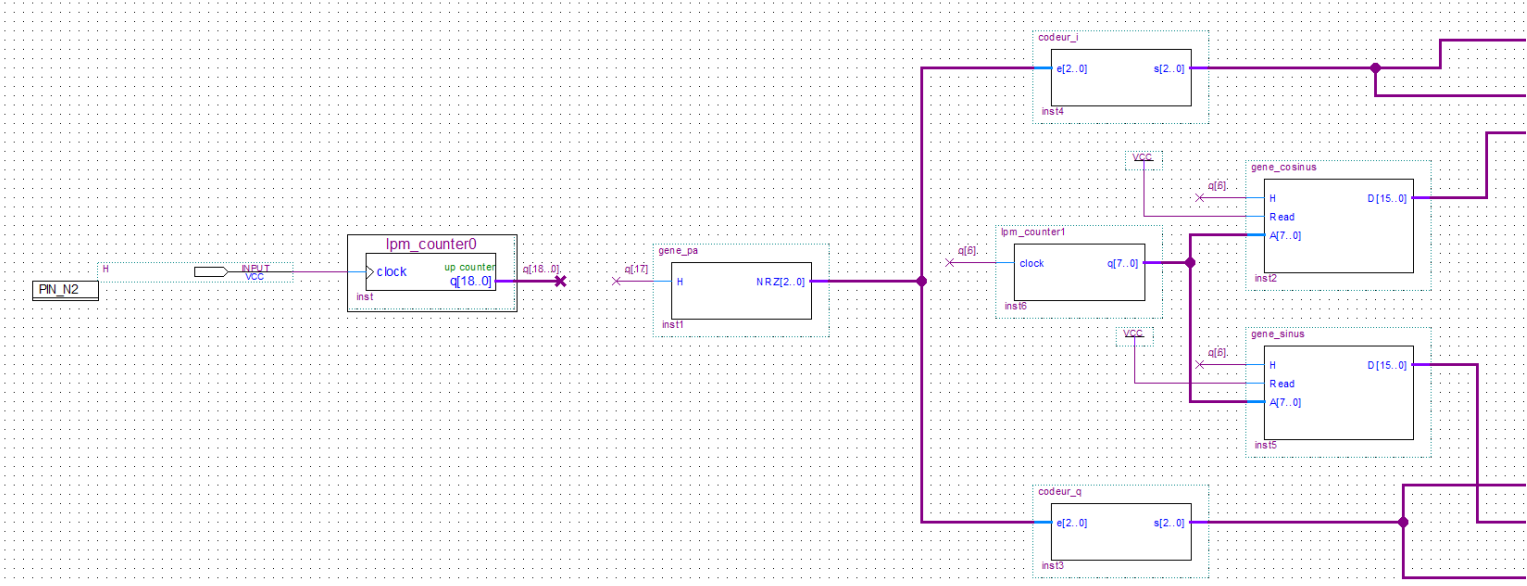 codeur_i
e[2..0]
s[2..0]
inst4
VCC
gene_cosinus
q[6].
H
D[15..0]
Read
A[7..0]
inst2
lpm_counter0
clock
up counter
q[18..0]
inst
q[18..0]
H
INPUT
VCC
PIN_N2
gene_pa
q[17]
H
NRZ[2..0]
inst1
lpm_counter1
q[6].
clock
q[7..0]
inst6
VCC
gene_sinus
q[6].
H
D[15..0]
Read
A[7..0]
inst5
codeur_q
e[2..0]
s[2..0]
inst3